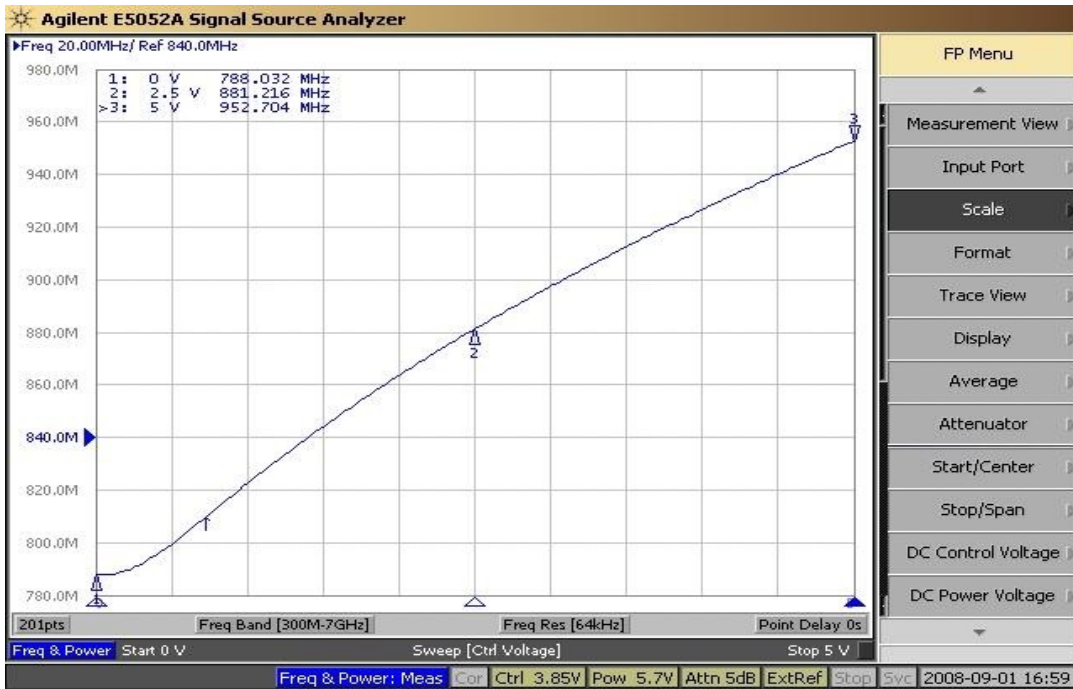 Agilent E5052A Signal Source Analyzer
▶Freq 20.00MHz/ Ref 840.0MHz
980.0M
960.0M
940.0M
920.0M
900.0M
880.0M
860.0M
840.0M
820.0M
800.0M
780.0M
1: 0 V 788.032 MHz
2: 2.5 V 881.216 MHz
>3: 5 V 952.704 MHz
3
2
201pts Freq Band [300M-7GHz] Freq Res [64kHz] Point Delay 0s
Freq & Power Start 0 V Sweep [Ctrl Voltage] Stop 5 V
FP Menu
Measurement View
Input Port
Scale
Format
Trace View
Display
Average
Attenuator
Start/Center
Stop/Span
DC Control Voltage
DC Power Voltage
Freq & Power: Meas Cor Ctrl 3.85V Pow 5.7V Attn 5dB ExtRef Stop Svc 2008-09-01 16:59